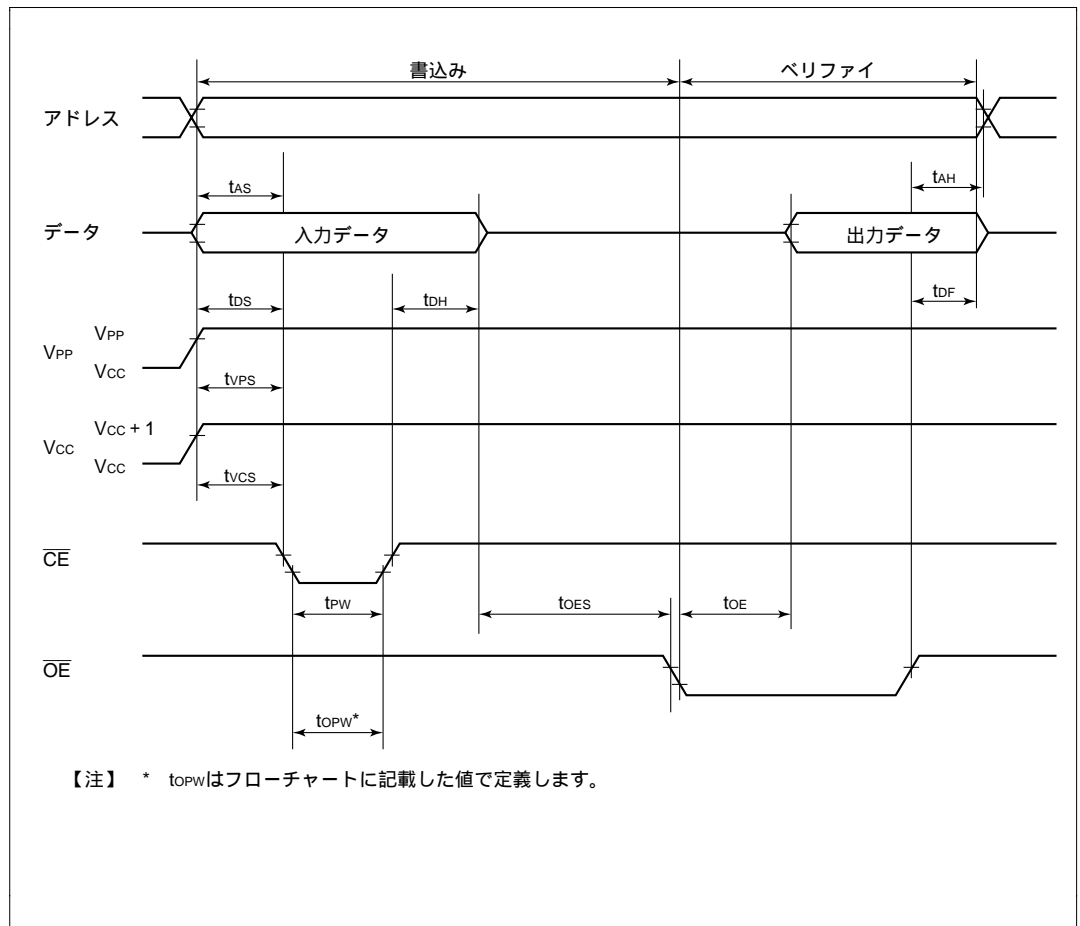 書込み ベリファイ
アドレス
tAS tAH
データ 入力データ 出力データ
tDS tDH tDF
VPP VPP
VCC
tVPS
VCC VCC + 1
VCC
tVCS
C̅E̅
tPW tOES tOE
O̅E̅
tOPW*
【注】 * tOPWはフローチャートに記載した値で定義します。